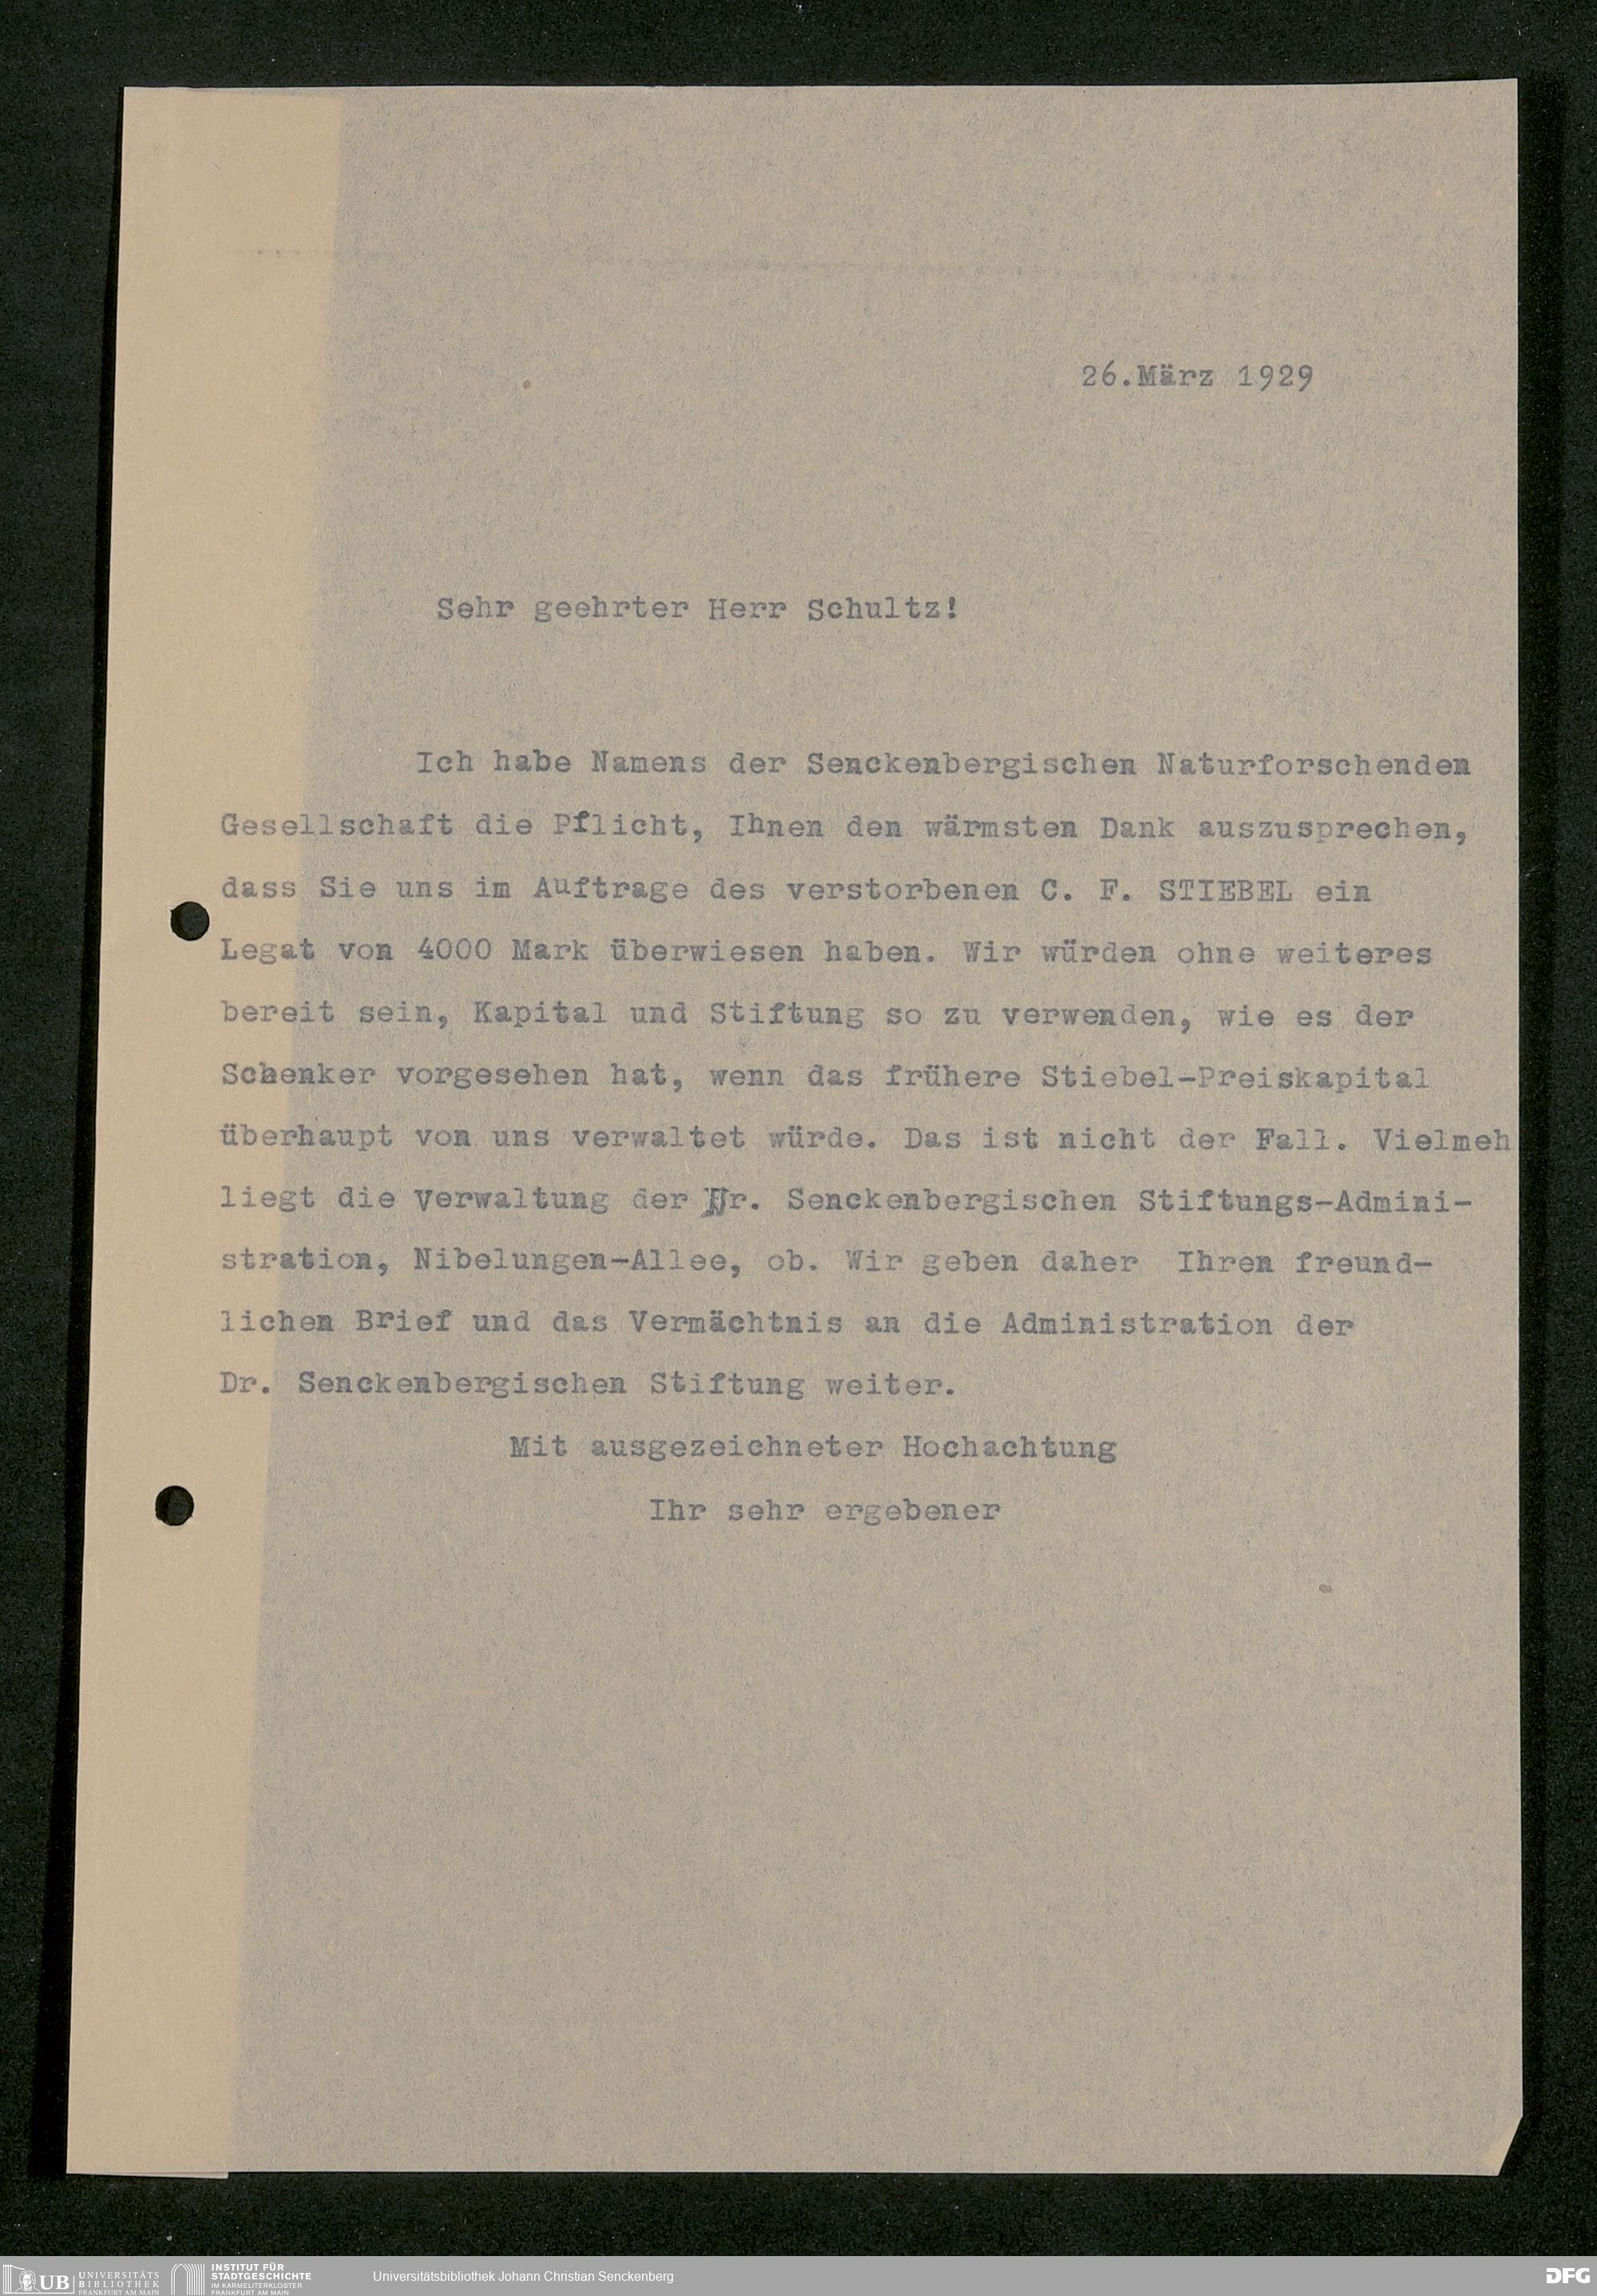 26.März 1929
Sehr geehrter Herr Schultz!
Ich habe Namens der Senckenbergischen Naturforschenden
Gesellschaft die Pflicht, Ihnen den wärmsten Dank auszusprechen,
dass Sie uns im Auftrage des verstorbenen C. F. STIEBEL ein
Legat von 4000 Mark überwiesen haben. Wir würden ohne weiteres
bereit sein, Kapital und Stiftung so zu verwenden, wie es der
Schenker vorgesehen hat, wenn das frühere Stiebel-Preiskapital
überhaupt von uns verwaltet würde. Das ist nicht der Fall. Vielmeh
liegt die Verwaltung der Dr. Senckenbergischen Stiftungs-Admini-
stration, Nibelungen-Allee, ob. Wir geben daher Ihren freund-
lichen Brief und das Vermächtnis an die Administration der
Dr. Senckenbergischen Stiftung weiter.
Mit ausgezeichneter Hochachtung
Ihr sehr ergebener
UB UNIVERSITÄTS
BIBLIOTHEK
FRANKFURT AM MAIN
INSTITUT FÜR
STADTGESCHICHTE
IM KARMELITERKLOSTER
FRANKFURT AM MAIN
Universitätsbibliothek Johann Christian Senckenberg
DFG